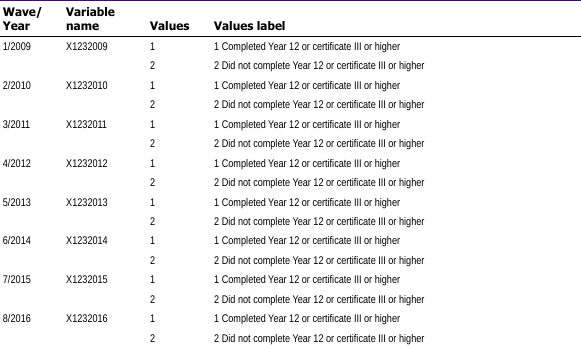 Wave/ Variable
Year name Values Values label
1/2009 X1232009 1 1 Completed Year 12 or certificate III or higher
2 2 Did not complete Year 12 or certificate III or higher
2/2010 X1232010 1 1 Completed Year 12 or certificate III or higher
2 2 Did not complete Year 12 or certificate III or higher
3/2011 X1232011 1 1 Completed Year 12 or certificate III or higher
2 2 Did not complete Year 12 or certificate III or higher
4/2012 X1232012 1 1 Completed Year 12 or certificate III or higher
2 2 Did not complete Year 12 or certificate III or higher
5/2013 X1232013 1 1 Completed Year 12 or certificate III or higher
2 2 Did not complete Year 12 or certificate III or higher
6/2014 X1232014 1 1 Completed Year 12 or certificate III or higher
2 2 Did not complete Year 12 or certificate III or higher
7/2015 X1232015 1 1 Completed Year 12 or certificate III or higher
2 2 Did not complete Year 12 or certificate III or higher
8/2016 X1232016 1 1 Completed Year 12 or certificate III or higher
2 2 Did not complete Year 12 or certificate III or higher